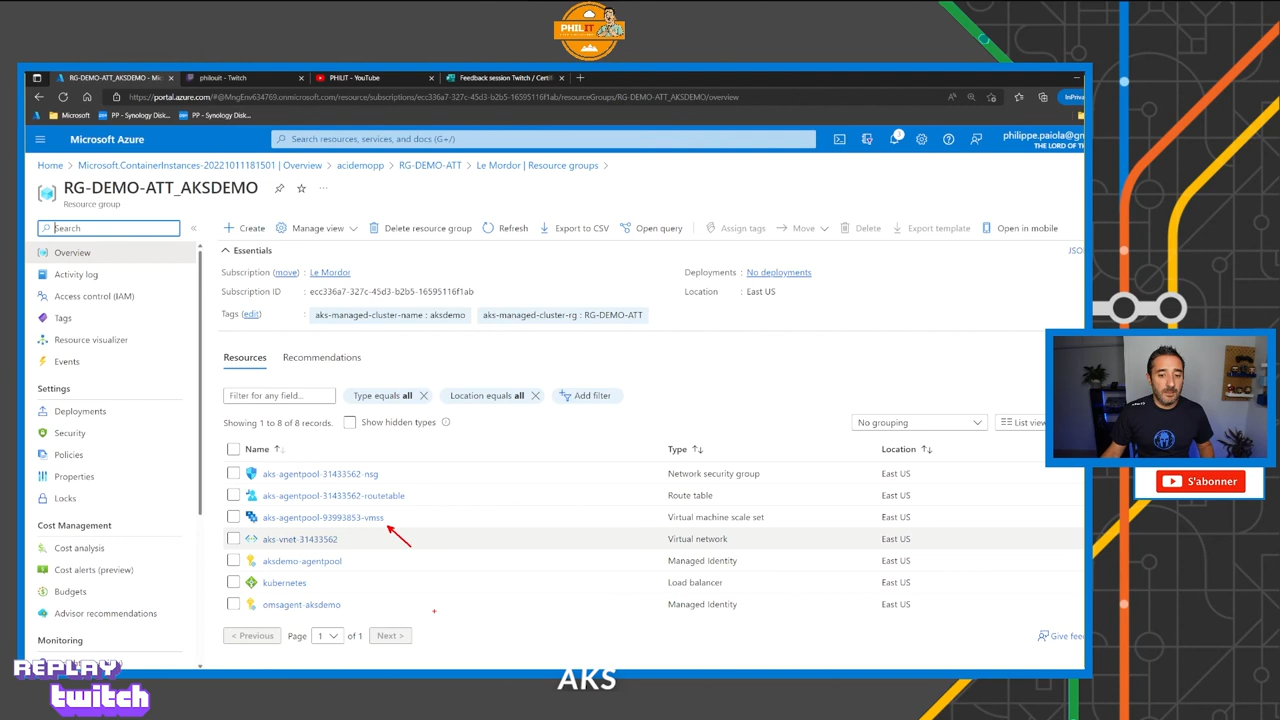 PHILIT
RG-DEMO-ATT_AKSDEMO - Mic
philouit - Twitch
PHILIT - YouTube
Feedback session Twitch / Certif
https://portal.azure.com/#@MngEnv634769.onmicrosoft.com/resource/subscriptions/ecc336a7-327c-45d3-b2b5-16595116f1ab/resourceGroups/RG-DEMO-ATT_AKSDEMO/overview
InPriva
Microsoft
PP - Synology Disk...
PP - Synology Disk...
Microsoft Azure
Search resources, services, and docs (G+/)
3
philippe.paiola@gm
THE LORD OF T
Home > Microsoft.ContainerInstances-20221011181501 | Overview > acidemopp > RG-DEMO-ATT > Le Mordor | Resource groups >
RG-DEMO-ATT_AKSDEMO
Resource group
Search
Create
Manage view
Delete resource group
Refresh
Export to CSV
Open query
Assign tags
Move
Delete
Export template
Open in mobile
Overview
Activity log
Access control (IAM)
Tags
Resource visualizer
Events
Settings
Deployments
Security
Policies
Properties
Locks
Cost Management
Cost analysis
Cost alerts (preview)
Budgets
Advisor recommendations
Monitoring
Essentials
JSO
Subscription (move) : Le Mordor
Deployments : No deployments
Subscription ID : ecc336a7-327c-45d3-b2b5-16595116f1ab
Location : East US
Tags (edit) : aks-managed-cluster-name : aksdemo aks-managed-cluster-rg : RG-DEMO-ATT
Resources Recommendations
Filter for any field...
Type equals all
Location equals all
Add filter
Showing 1 to 8 of 8 records.
Show hidden types
No grouping
List view
Name Type Location
aks-agentpool-31433562-nsg Network security group East US
aks-agentpool-31433562-routetable Route table East US
aks-agentpool-93993853-vmss Virtual machine scale set East US
aks-vnet-31433562 Virtual network East US
aksdemo-agentpool Managed Identity East US
kubernetes Load balancer East US
omsagent-aksdemo Managed Identity East US
< Previous Page 1 of 1 Next >
Give feed
S'abonner
REPLAY
twitch
AKS